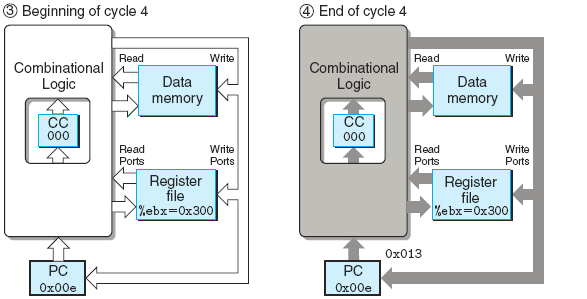 ③ Beginning of cycle 4
Combinational
Logic
CC
000
Read
Write
Data
memory
Read
Ports
Write
Ports
Register
file
%ebx=0x300
PC
0x00e
④ End of cycle 4
Combinational
Logic
CC
000
Read
Write
Data
memory
Read
Ports
Write
Ports
Register
file
%ebx=0x300
0x013
PC
0x00e